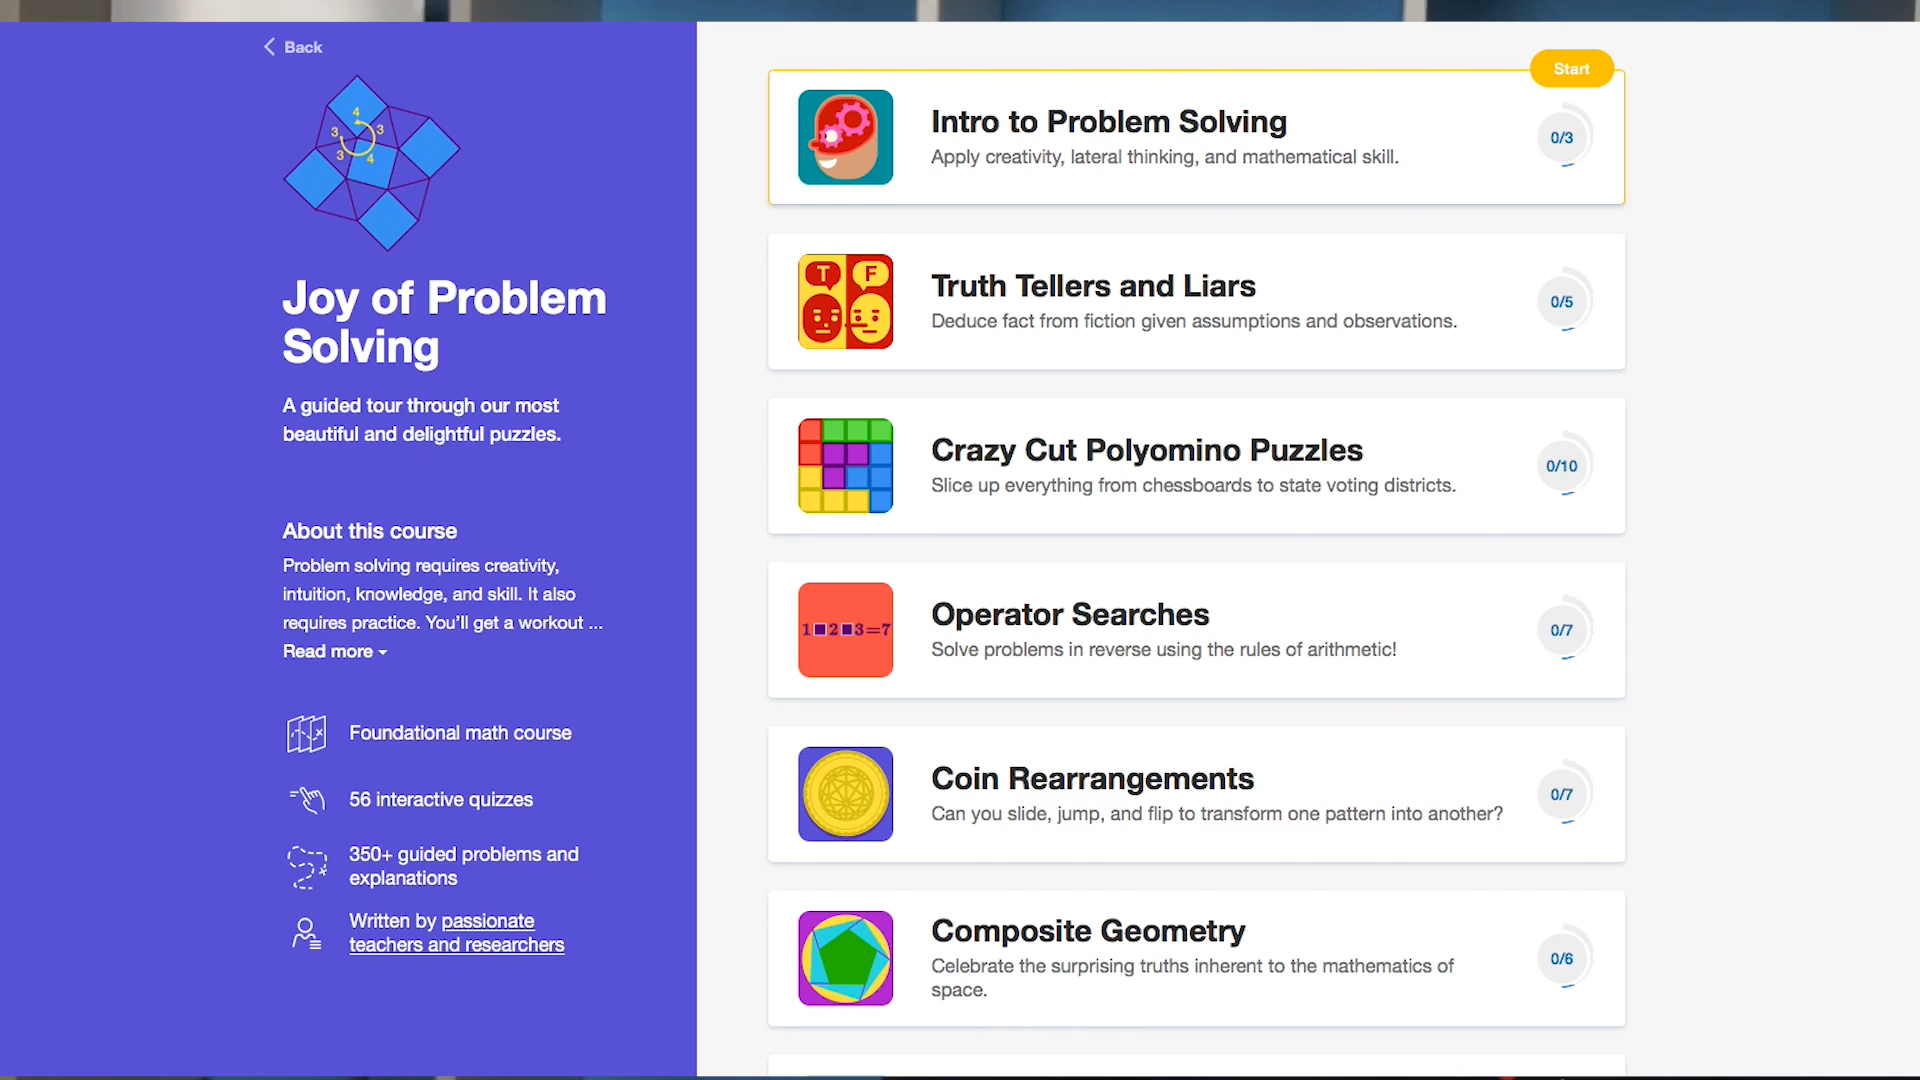 Back
4
3
3
3
4
Joy of Problem
Solving
A guided tour through our most
beautiful and delightful puzzles.
About this course
Problem solving requires creativity,
intuition, knowledge, and skill. It also
requires practice. You'll get a workout ...
Read more
Foundational math course
56 interactive quizzes
350+ guided problems and
explanations
Written by passionate
teachers and researchers
Start
Intro to Problem Solving
Apply creativity, lateral thinking, and mathematical skill.
0/3
T F
Truth Tellers and Liars
Deduce fact from fiction given assumptions and observations.
0/5
Crazy Cut Polyomino Puzzles
Slice up everything from chessboards to state voting districts.
0/10
1■2■3=7
Operator Searches
Solve problems in reverse using the rules of arithmetic!
0/7
Coin Rearrangements
Can you slide, jump, and flip to transform one pattern into another?
0/7
Composite Geometry
Celebrate the surprising truths inherent to the mathematics of
space.
0/6